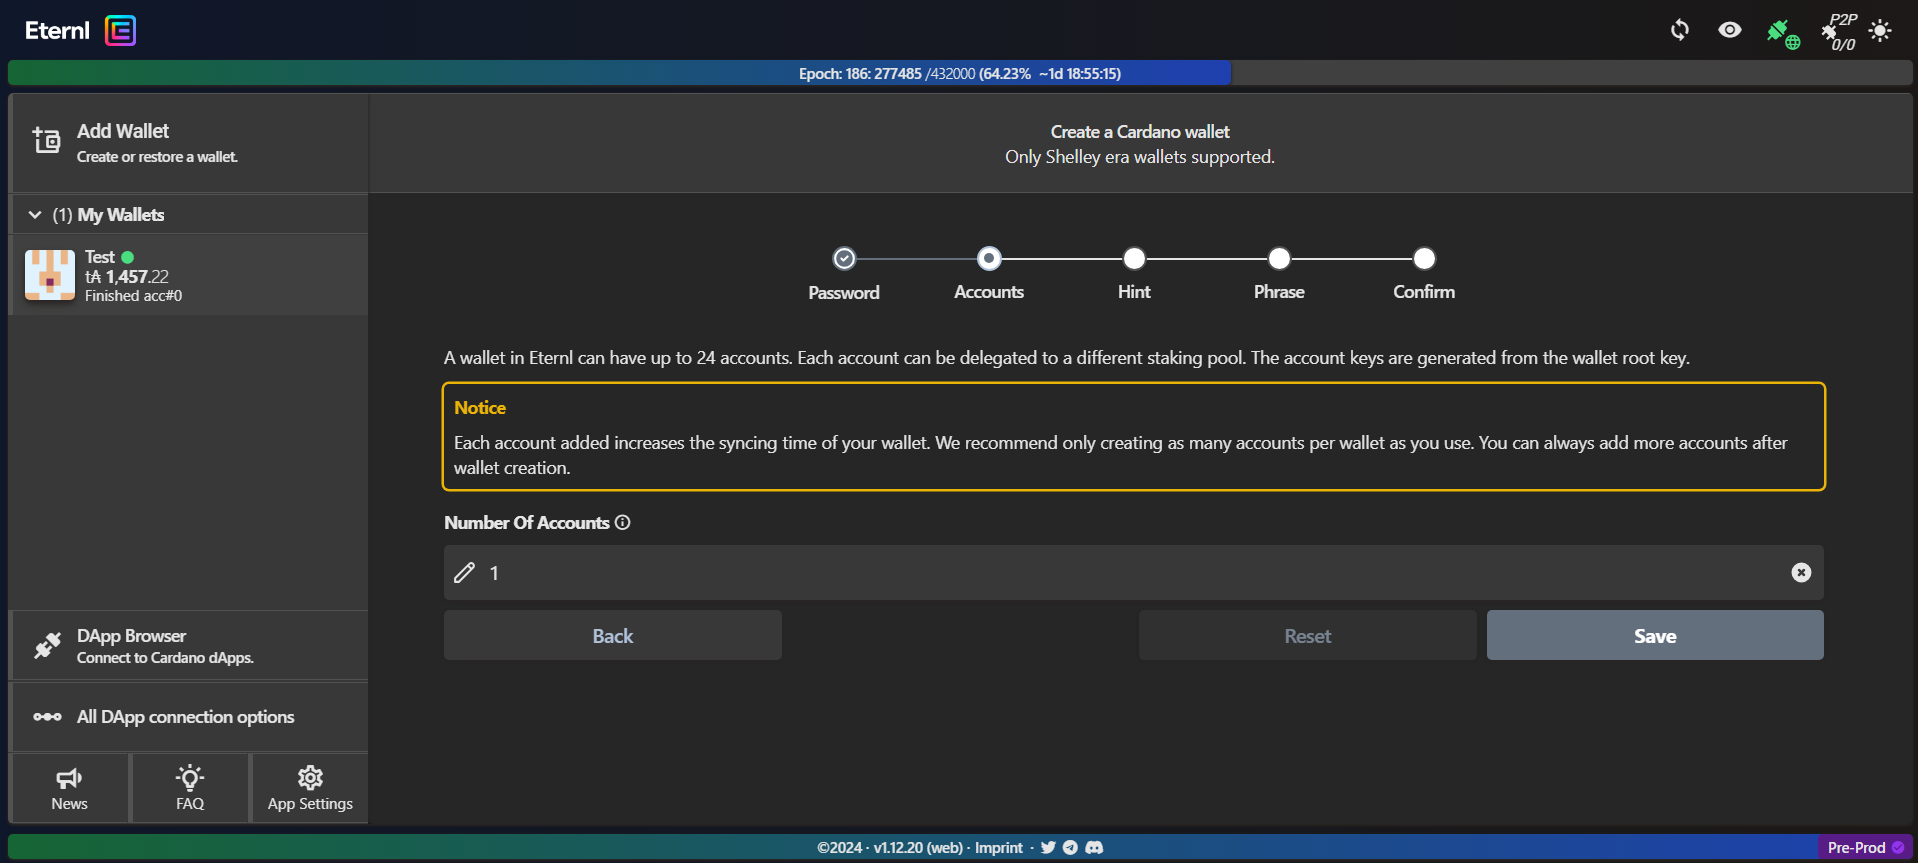 Eternl
P2P
0/0
Epoch: 186: 277485 /432000 (64.23% ~1d 18:55:15)
Add Wallet
Create or restore a wallet.
Create a Cardano wallet
Only Shelley era wallets supported.
(1) My Wallets
Test
t₳ 1,457.22
Finished acc#0
Password
Accounts
Hint
Phrase
Confirm
A wallet in Eternl can have up to 24 accounts. Each account can be delegated to a different staking pool. The account keys are generated from the wallet root key.
Notice
Each account added increases the syncing time of your wallet. We recommend only creating as many accounts per wallet as you use. You can always add more accounts after
wallet creation.
Number Of Accounts
1
Back
Reset
Save
DApp Browser
Connect to Cardano dApps.
All DApp connection options
News
FAQ
App Settings
©2024 · v1.12.20 (web) · Imprint ·
Pre-Prod